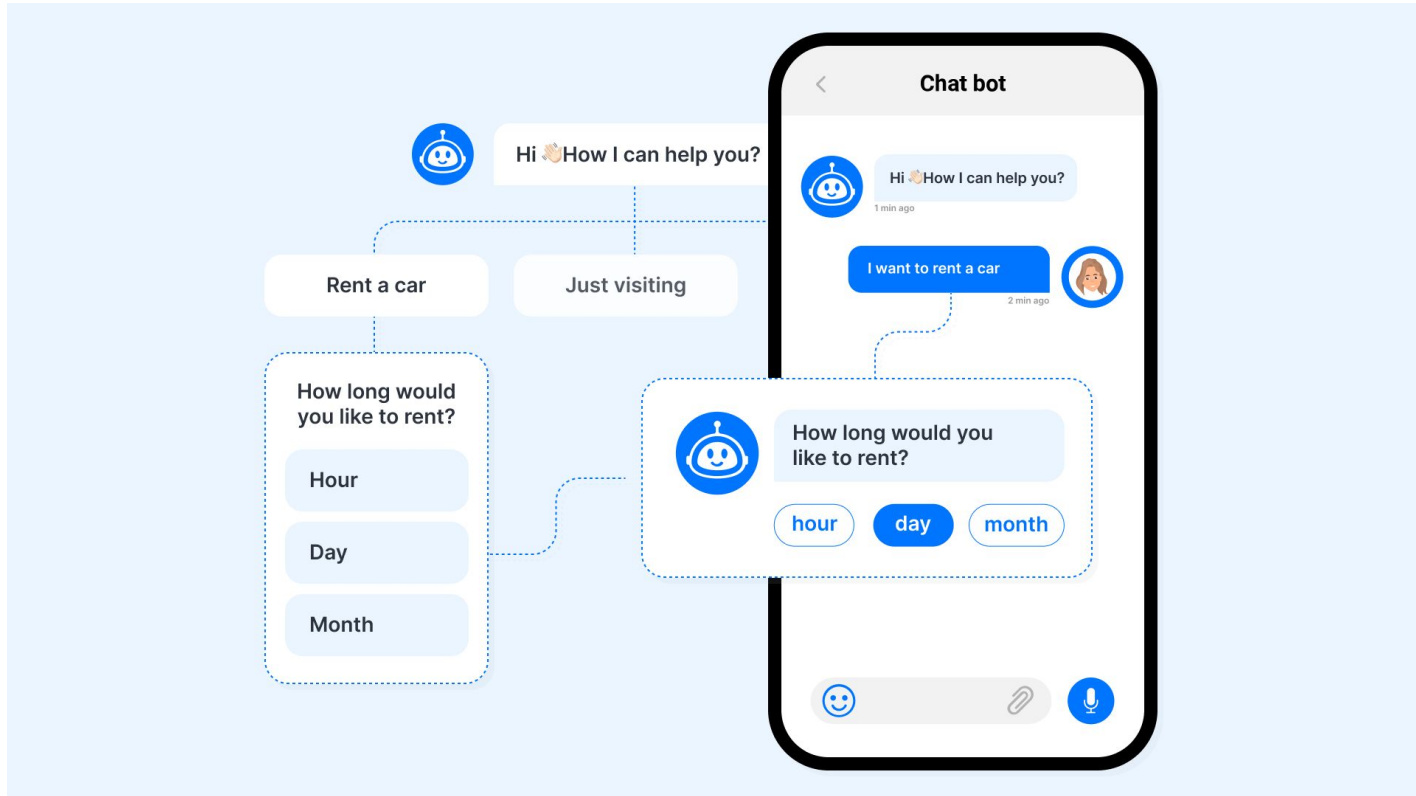 Chat bot
Hi 👋🏻How I can help you?
Hi 👋🏻How I can help you?
1 min ago
I want to rent a car
2 min ago
Rent a car
Just visiting
How long would
you like to rent?
Hour
Day
Month
How long would you
like to rent?
hour
day
month